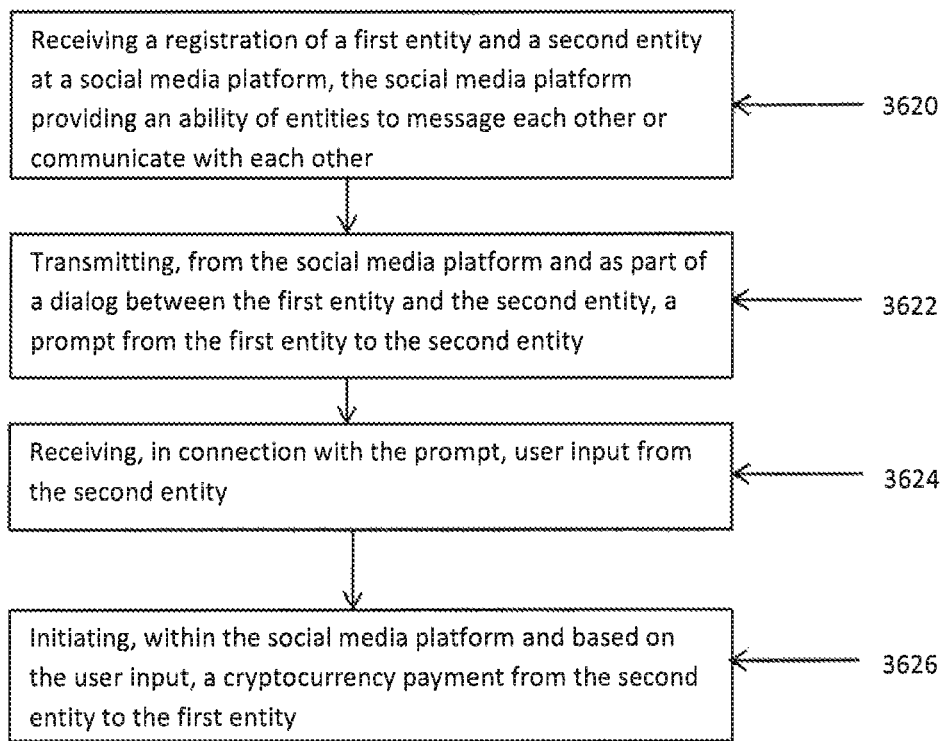 Receiving a registration of a first entity and a second entity
at a social media platform, the social media platform
providing an ability of entities to message each other or
communicate with each other
3620
Transmitting, from the social media platform and as part of
a dialog between the first entity and the second entity, a
prompt from the first entity to the second entity
3622
Receiving, in connection with the prompt, user input from
the second entity
3624
Initiating, within the social media platform and based on
the user input, a cryptocurrency payment from the second
entity to the first entity
3626